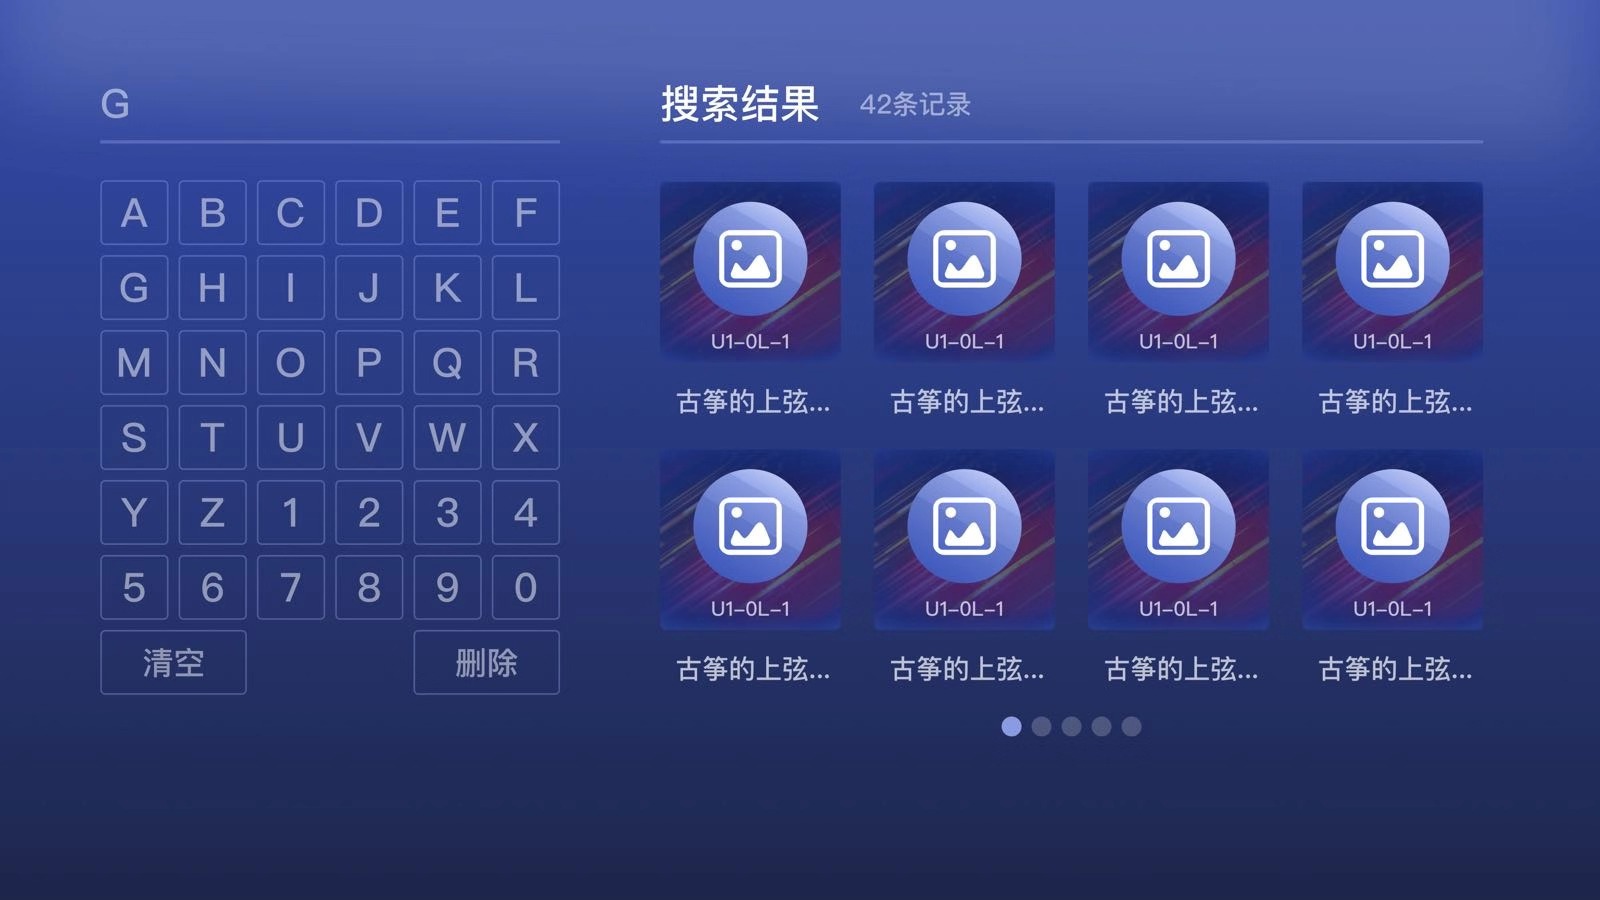 G
A B C D E F
G H I J K L
M N O P Q R
S T U V W X
Y Z 1 2 3 4
5 6 7 8 9 0
清空 删除
搜索结果 42条记录
U1-0L-1 U1-0L-1 U1-0L-1 U1-0L-1
古筝的上弦... 古筝的上弦... 古筝的上弦... 古筝的上弦...
U1-0L-1 U1-0L-1 U1-0L-1 U1-0L-1
古筝的上弦... 古筝的上弦... 古筝的上弦... 古筝的上弦...